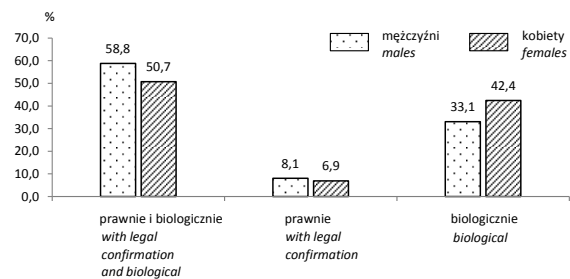 %
70,0
60,0
50,0
40,0
30,0
20,0
10,0
0,0
mężczyźni
males
kobiety
females
58,8
50,7
8,1
6,9
33,1
42,4
prawnie i biologicznie
with legal
confirmation
and biological
prawnie
with legal
confirmation
biologicznie
biological